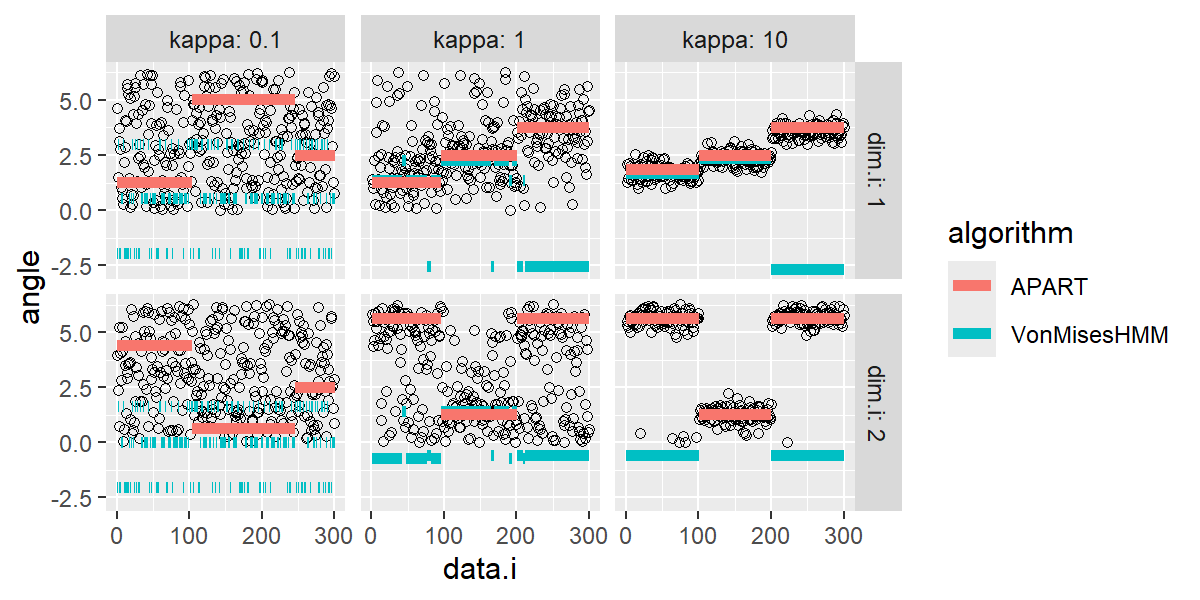 kappa: 0.1
kappa: 1
kappa: 10
5.0
2.5
0.0
-2.5
dim.i: 1
5.0
2.5
0.0
-2.5
dim.i: 2
angle
0
100
200
300
0
100
200
300
0
100
200
300
data.i
algorithm
APART
VonMisesHMM